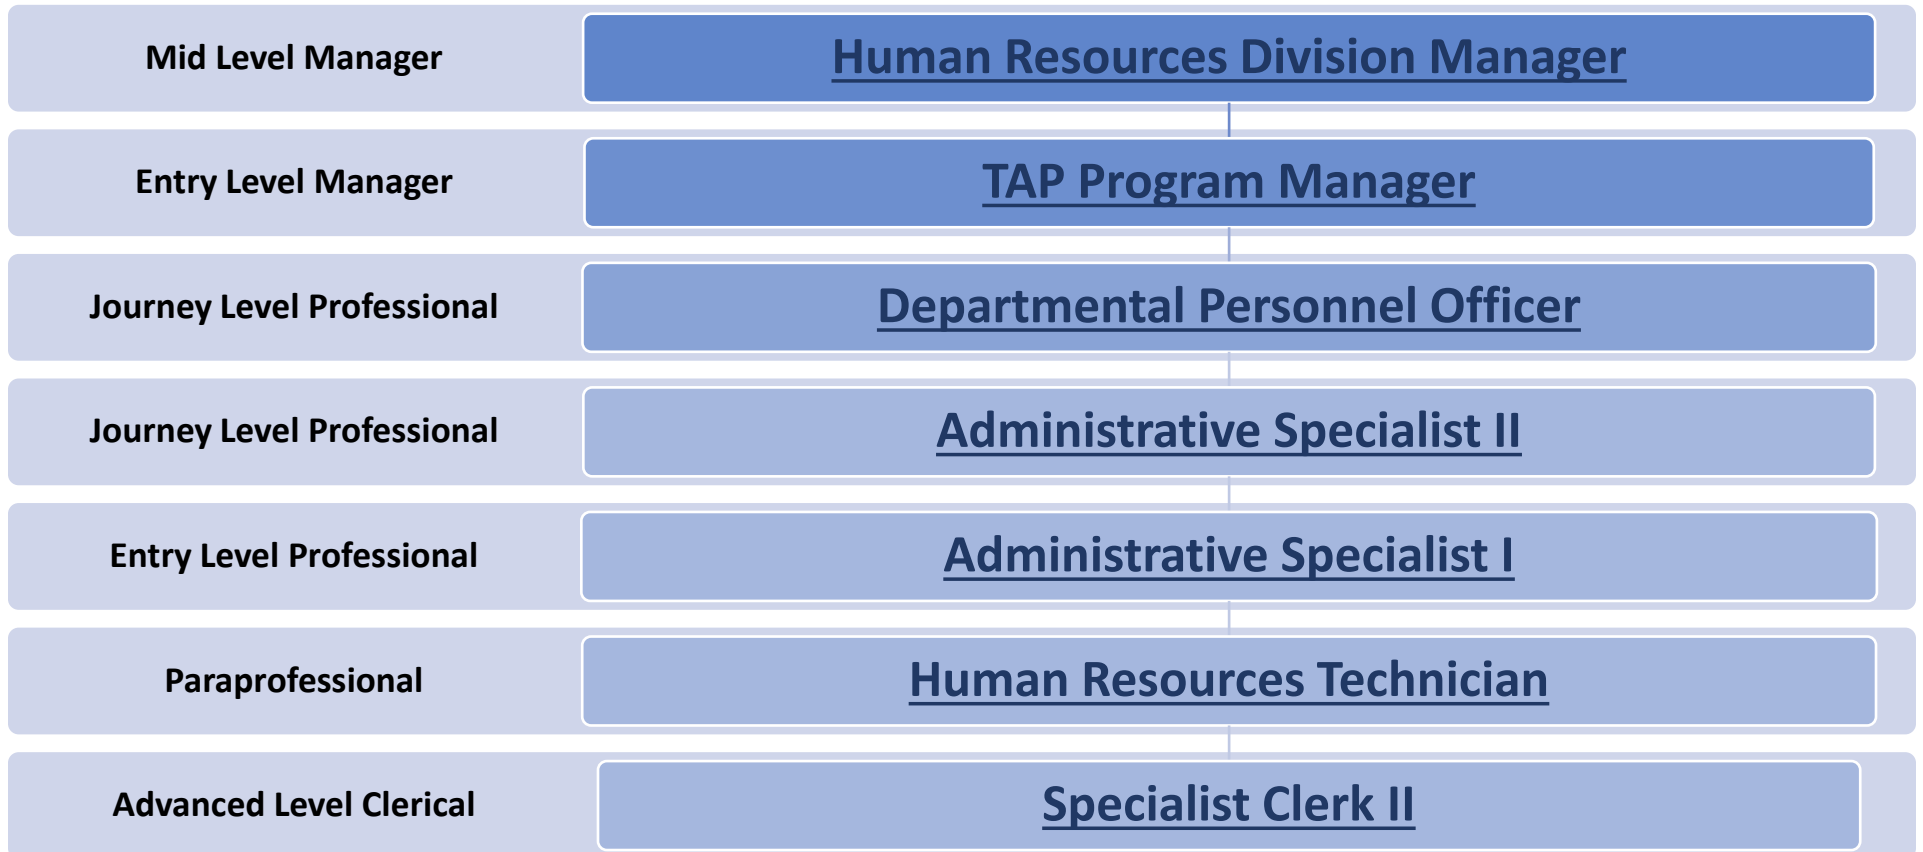 Mid Level Manager
Human Resources Division Manager
Entry Level Manager
TAP Program Manager
Journey Level Professional
Departmental Personnel Officer
Journey Level Professional
Administrative Specialist II
Entry Level Professional
Administrative Specialist I
Paraprofessional
Human Resources Technician
Advanced Level Clerical
Specialist Clerk II